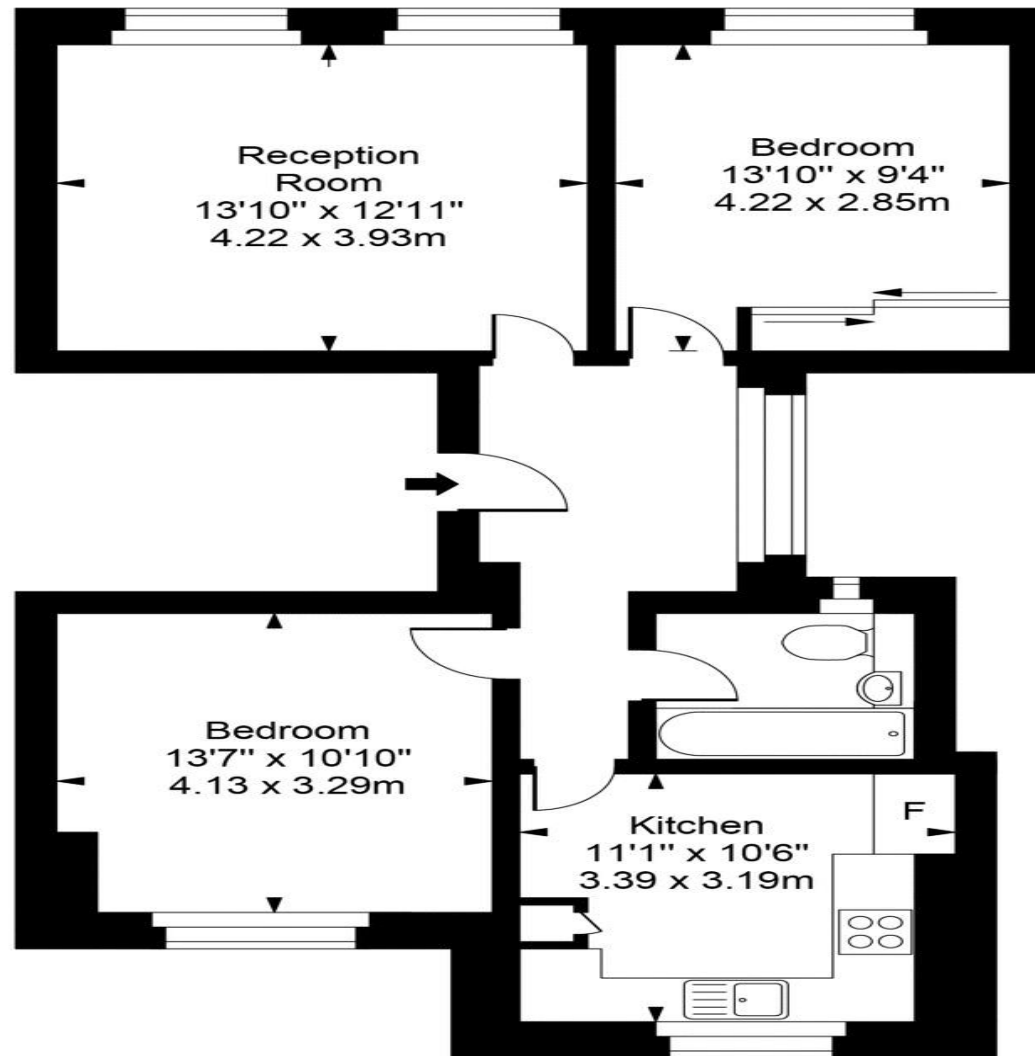 Reception
Room
13'10" x 12'11"
4.22 x 3.93m
Bedroom
13'10" x 9'4"
4.22 x 2.85m
Bedroom
13'7" x 10'10"
4.13 x 3.29m
Kitchen
11'1" x 10'6"
3.39 x 3.19m
F